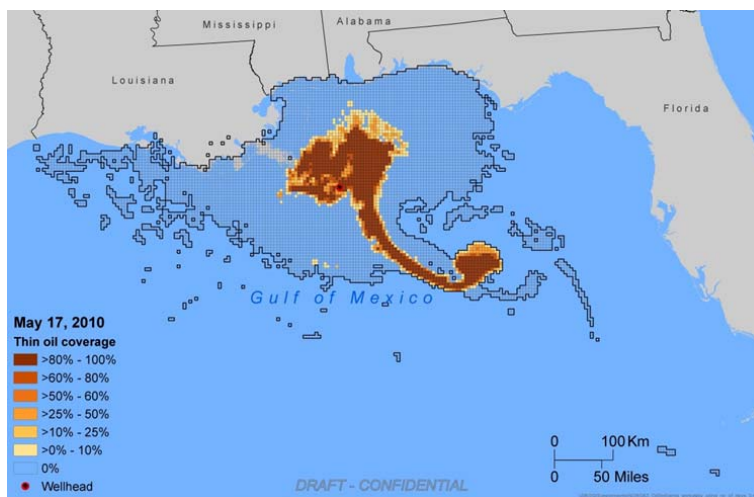 Mississippi
Alabama
Louisiana
Florida
Gulf of Mexico
May 17, 2010
Thin oil coverage
>80% - 100%
>60% - 80%
>50% - 60%
>25% - 50%
>10% - 25%
>0% - 10%
0%
Wellhead
0 100 Km
0 50 Miles
DRAFT - CONFIDENTIAL